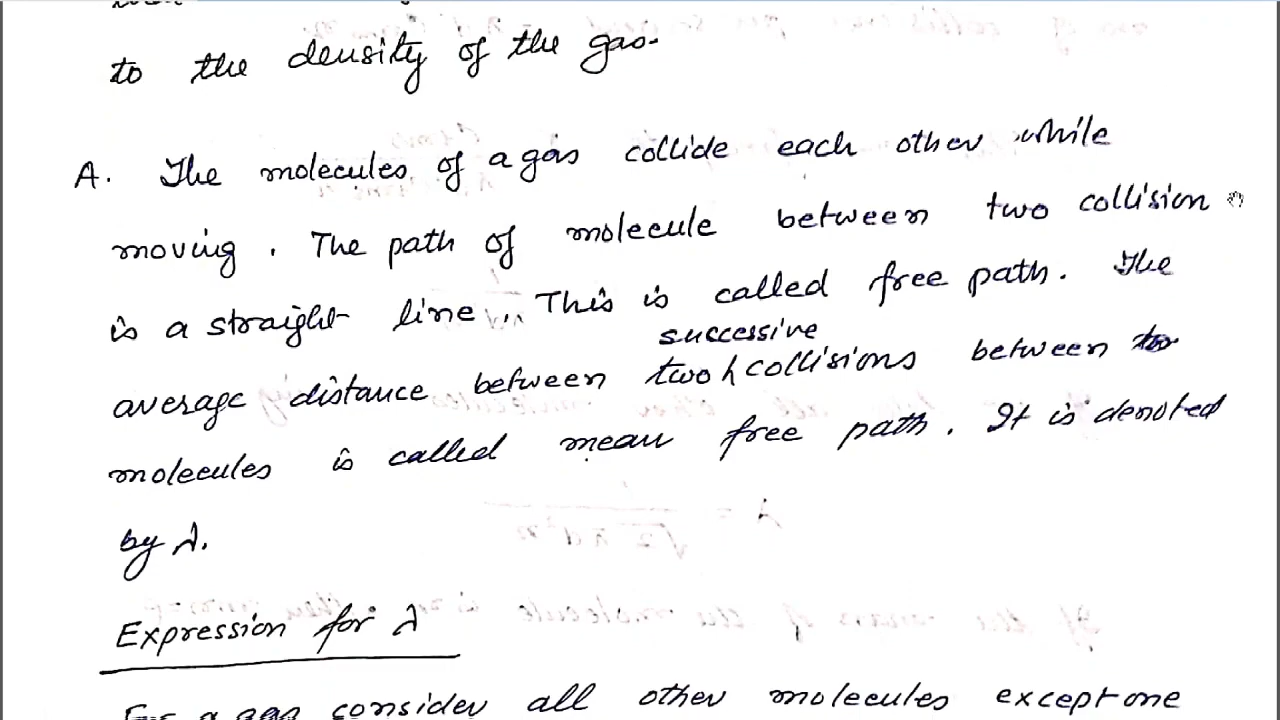 to the density of the gas.
A. The molecules of a gas collide each other while
moving. The path of molecule between two collision
is a straight line. This is called free path. The
successive
average distance between two collisions between
molecules is called mean free path. It is denoted
by λ.
Expression for λ
For a gas consider all other molecules except one